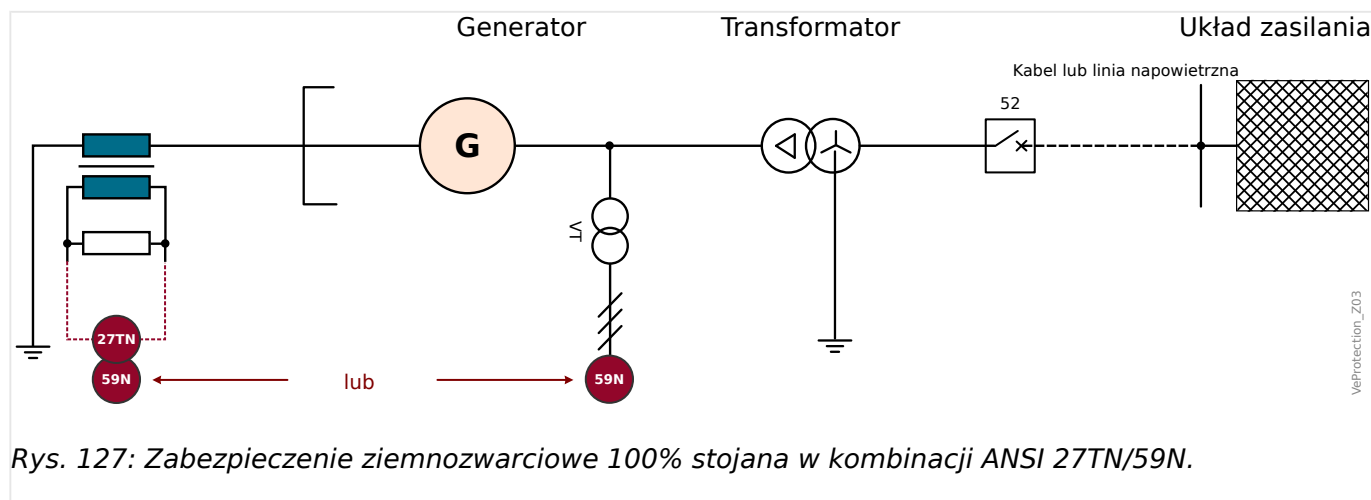 Generator
Transformator
Układ zasilania
Kabel lub linia napowietrzna
52
G
VT
27TN
59N
lub
59N
VeProtection_Z03
Rys. 127: Zabezpieczenie ziemnozwarciowe 100% stojana w kombinacji ANSI 27TN/59N.